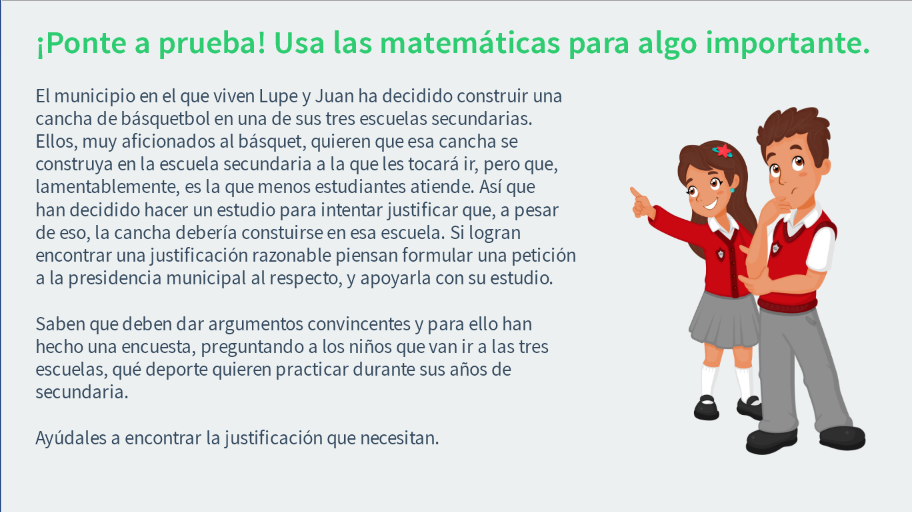 ¡Ponte a prueba! Usa las matemáticas para algo importante.
El municipio en el que viven Lupe y Juan ha decidido construir una
cancha de básquetbol en una de sus tres escuelas secundarias.
Ellos, muy aficionados al básquet, quieren que esa cancha se
construya en la escuela secundaria a la que les tocará ir, pero que,
lamentablemente, es la que menos estudiantes atiende. Así que
han decidido hacer un estudio para intentar justificar que, a pesar
de eso, la cancha debería constuirse en esa escuela. Si logran
encontrar una justificación razonable piensan formular una petición
a la presidencia municipal al respecto, y apoyarla con su estudio.
Saben que deben dar argumentos convincentes y para ello han
hecho una encuesta, preguntando a los niños que van ir a las tres
escuelas, qué deporte quieren practicar durante sus años de
secundaria.
Ayúdales a encontrar la justificación que necesitan.